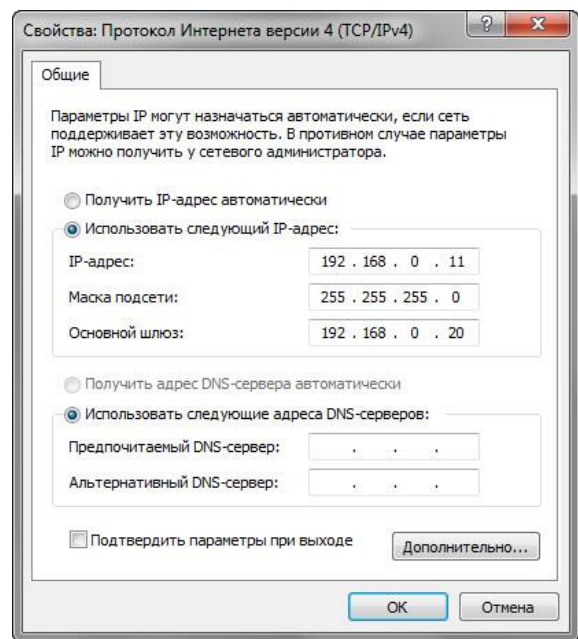 Свойства: Протокол Интернета версии 4 (TCP/IPv4)
Общие
Параметры IP могут назначаться автоматически, если сеть
поддерживает эту возможность. В противном случае параметры
IP можно получить у сетевого администратора.
Получить IP-адрес автоматически
Использовать следующий IP-адрес:
IP-адрес: 192 . 168 . 0 . 11
Маска подсети: 255 . 255 . 255 . 0
Основной шлюз: 192 . 168 . 0 . 20
Получить адрес DNS-сервера автоматически
Использовать следующие адреса DNS-серверов:
Предпочитаемый DNS-сервер: . . .
Альтернативный DNS-сервер: . . .
Подтвердить параметры при выходе
Дополнительно...
ОК
Отмена